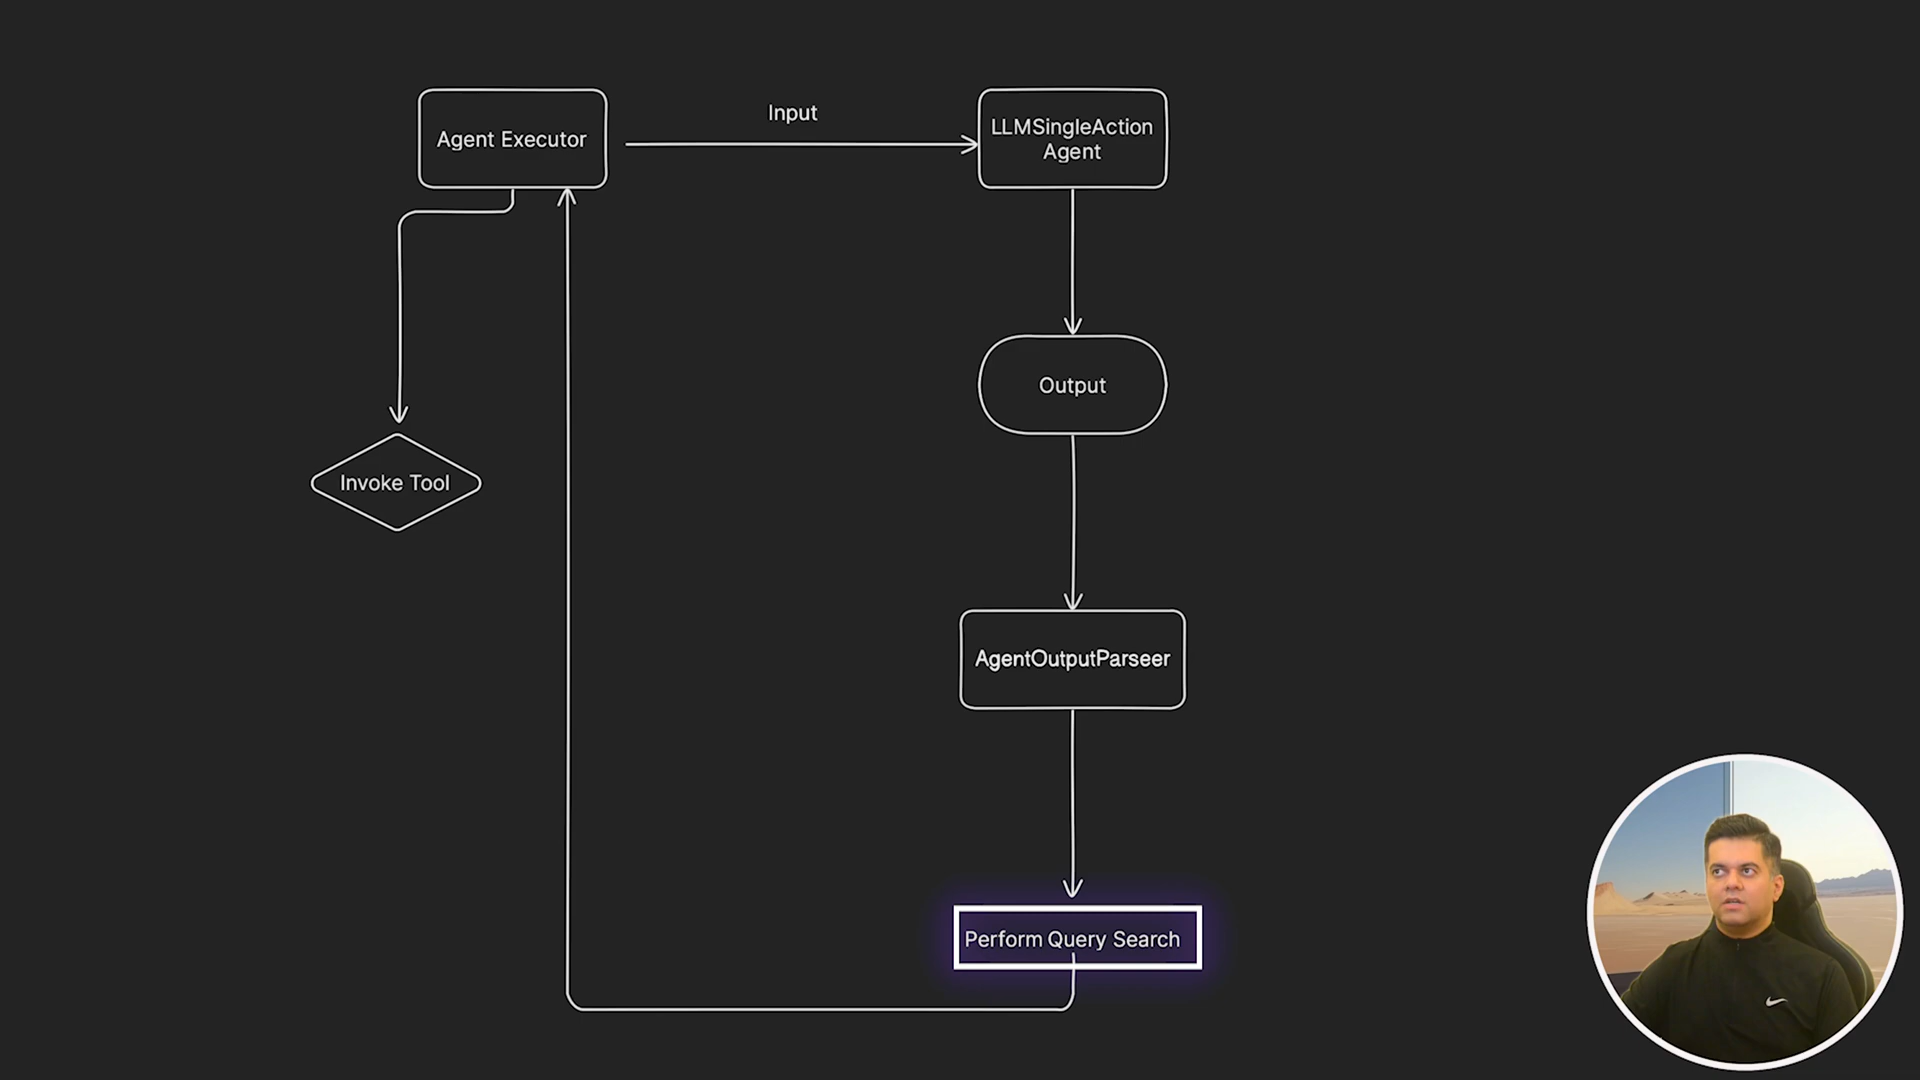 Agent Executor
Input
LLMSingleAction
Agent
Output
Invoke Tool
AgentOutputParseer
Perform Query Search